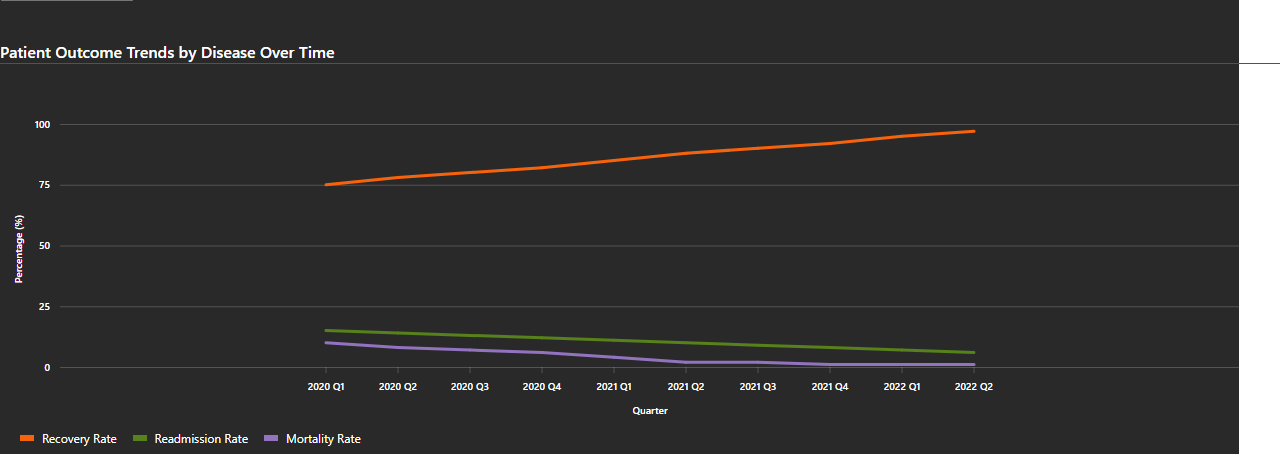 Patient Outcome Trends by Disease Over Time
100
75
50
25
0
Percentage (%)
2020 Q1 2020 Q2 2020 Q3 2020 Q4 2021 Q1 2021 Q2 2021 Q3 2021 Q4 2022 Q1 2022 Q2
Quarter
Recovery Rate Readmission Rate Mortality Rate